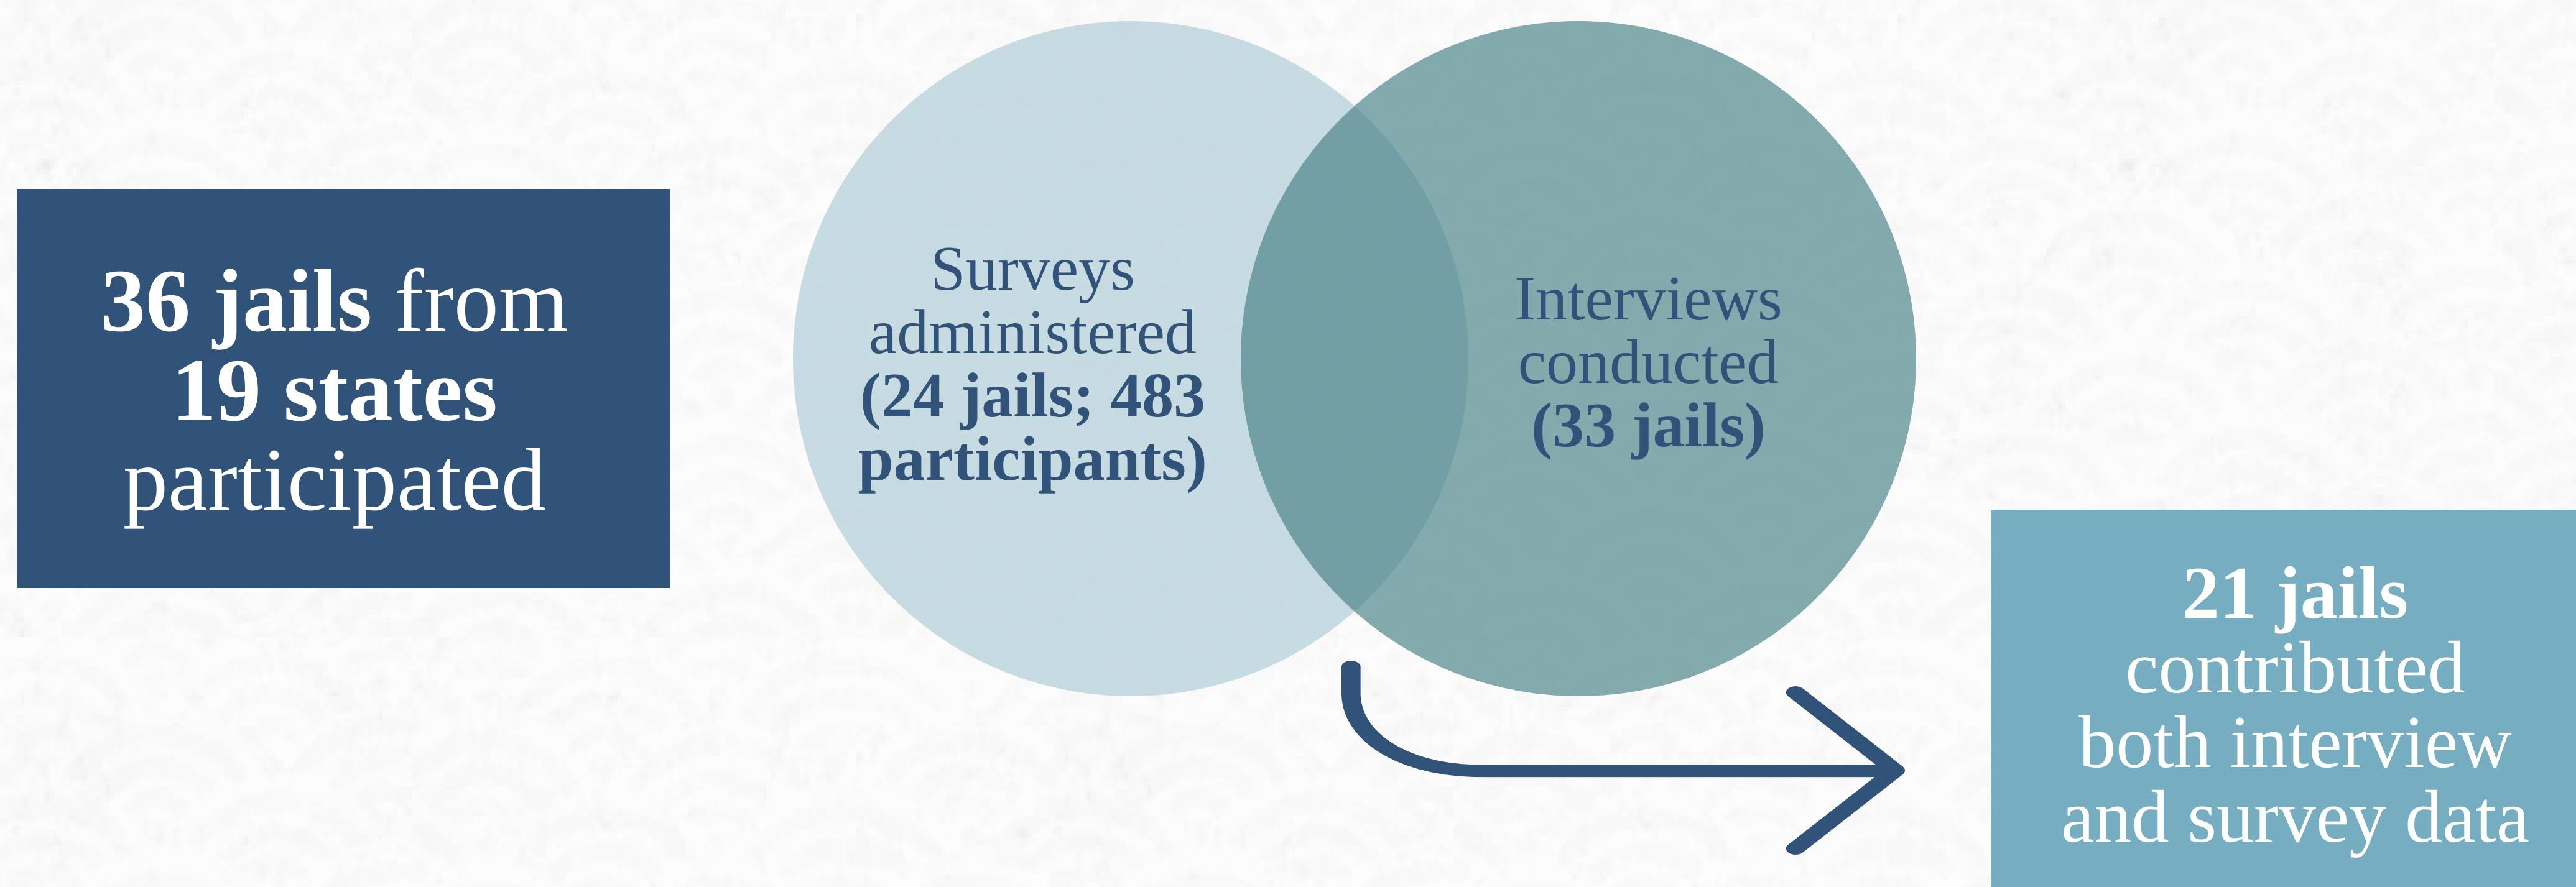 36 jails from
19 states
participated
Surveys
administered
(24 jails; 483
participants)
Interviews
conducted
(33 jails)
21 jails
contributed
both interview
and survey data